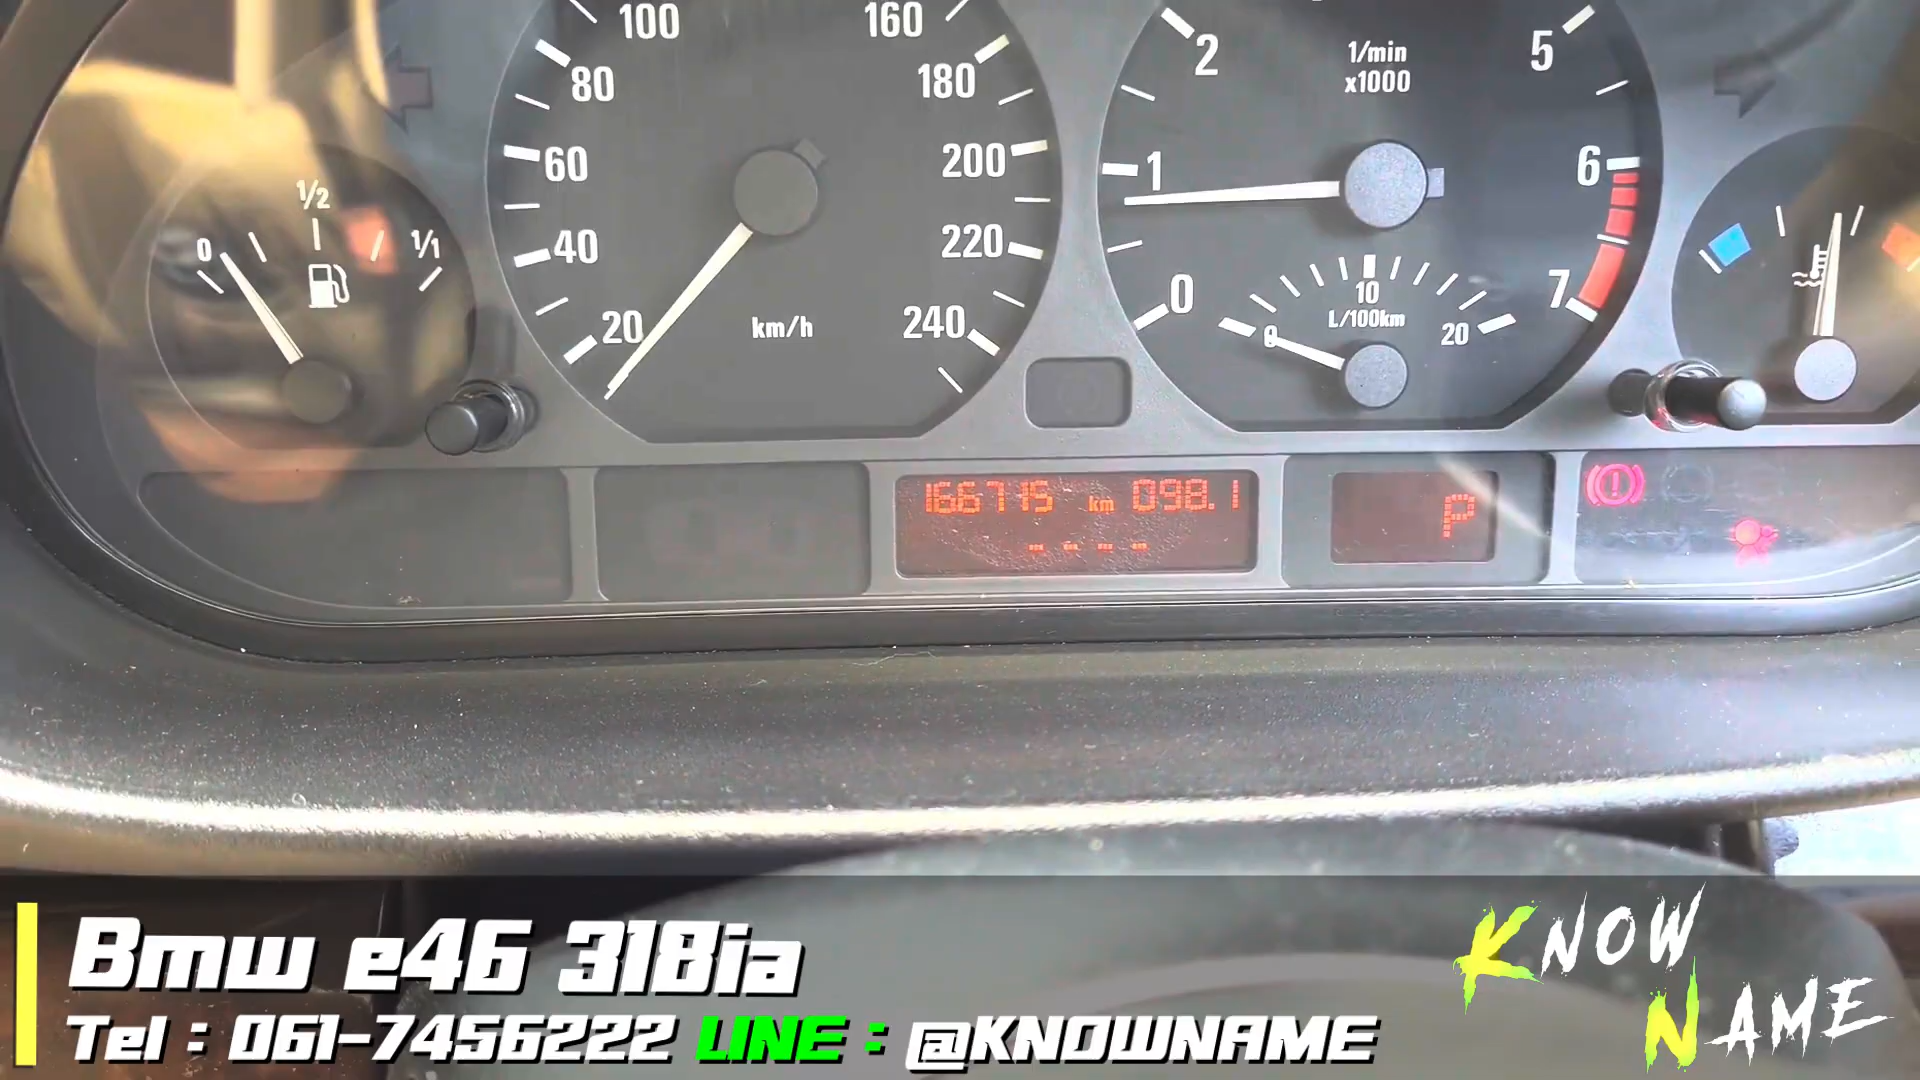 100 160
80 180
60 200
40 220
20 240
km/h
2 5
1/min
x1000
1 6
0 7
0 10 20
L/100km
0 1/2 1/1
166715 km 098.1
- - - -
P
Bmw e46 318ia
Tel : 061-7456222 LINE : @KNOWNAME
KNOW
NAME